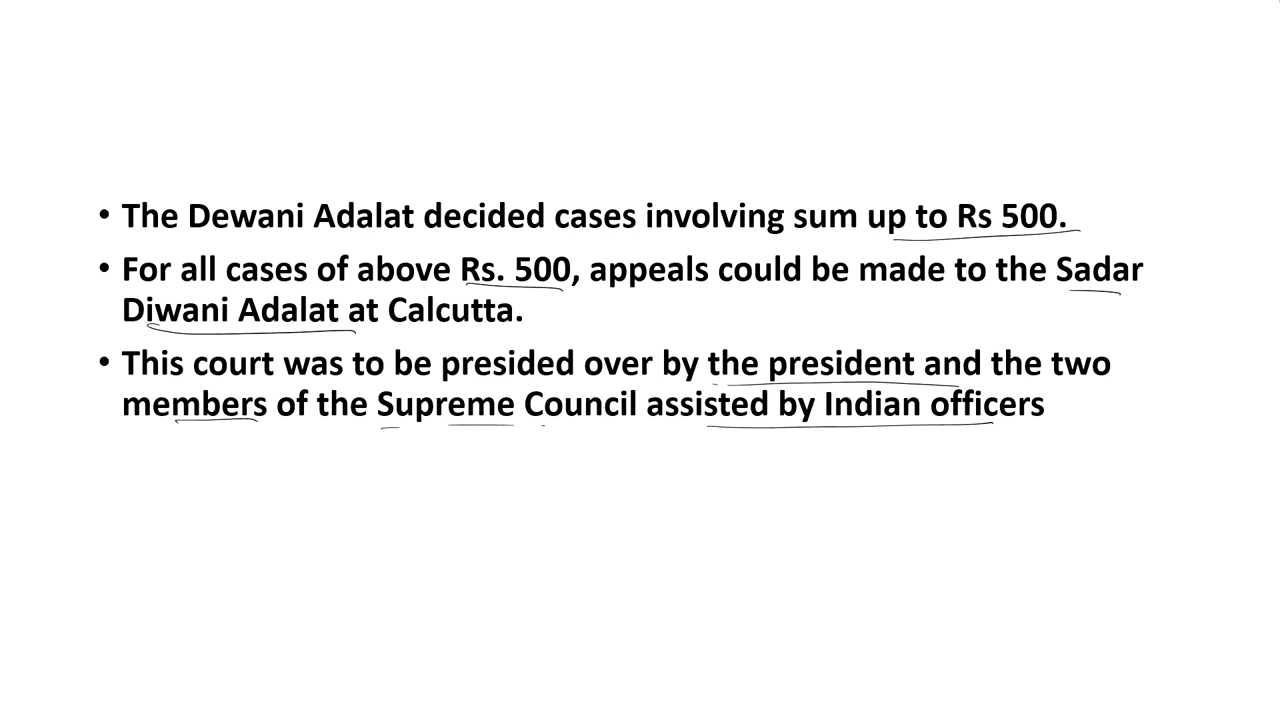 • The Dewani Adalat decided cases involving sum up to Rs 500.
• For all cases of above Rs. 500, appeals could be made to the Sadar
Diwani Adalat at Calcutta.
• This court was to be presided over by the president and the two
members of the Supreme Council assisted by Indian officers